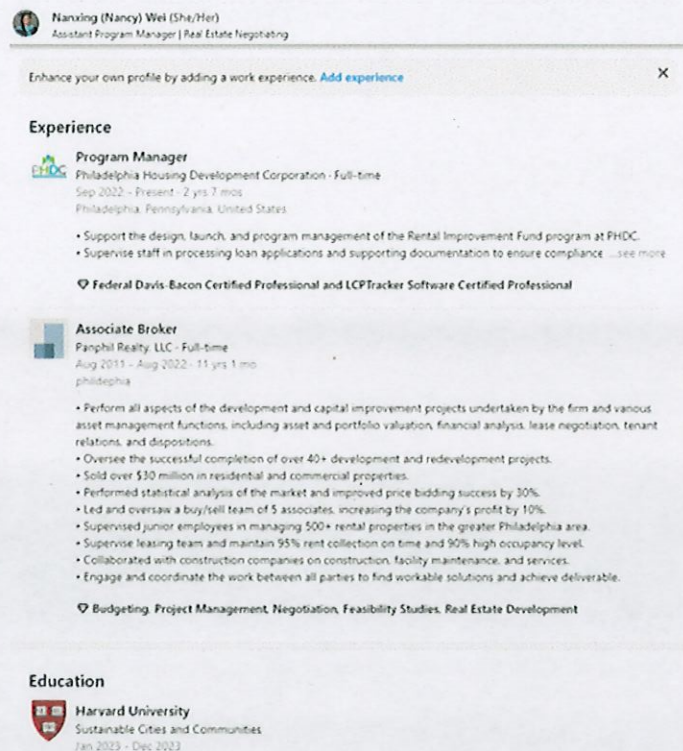 Nanxing (Nancy) Wei (She/Her)
Assistant Program Manager | Real Estate Negotiating
Enhance your own profile by adding a work experience. Add experience
Experience
PHDC
Program Manager
Philadelphia Housing Development Corporation - Full-time
Sep 2022 - Present · 2 yrs 7 mos
Philadelphia, Pennsylvania, United States
• Support the design, launch, and program management of the Rental Improvement Fund program at PHDC.
• Supervise staff in processing loan applications and supporting documentation to ensure compliance ...see more
Federal Davis-Bacon Certified Professional and LCPTracker Software Certified Professional
Associate Broker
Panphil Realty, LLC - Full-time
Aug 2011 - Aug 2022 · 11 yrs 1 mo
phildephia
• Perform all aspects of the development and capital improvement projects undertaken by the firm and various
asset management functions, including asset and portfolio valuation, financial analysis, lease negotiation, tenant
relations, and dispositions.
• Oversee the successful completion of over 40+ development and redevelopment projects.
• Sold over $30 million in residential and commercial properties.
• Performed statistical analysis of the market and improved price bidding success by 30%.
• Led and oversaw a buy/sell team of 5 associates, increasing the company's profit by 10%.
• Supervised junior employees in managing 500+ rental properties in the greater Philadelphia area.
• Supervise leasing team and maintain 95% rent collection on time and 90% high occupancy level.
• Collaborated with construction companies on construction, facility maintenance, and services.
• Engage and coordinate the work between all parties to find workable solutions and achieve deliverable.
Budgeting, Project Management, Negotiation, Feasibility Studies, Real Estate Development
Education
Harvard University
Sustainable Cities and Communities
Jan 2023 - Dec 2023